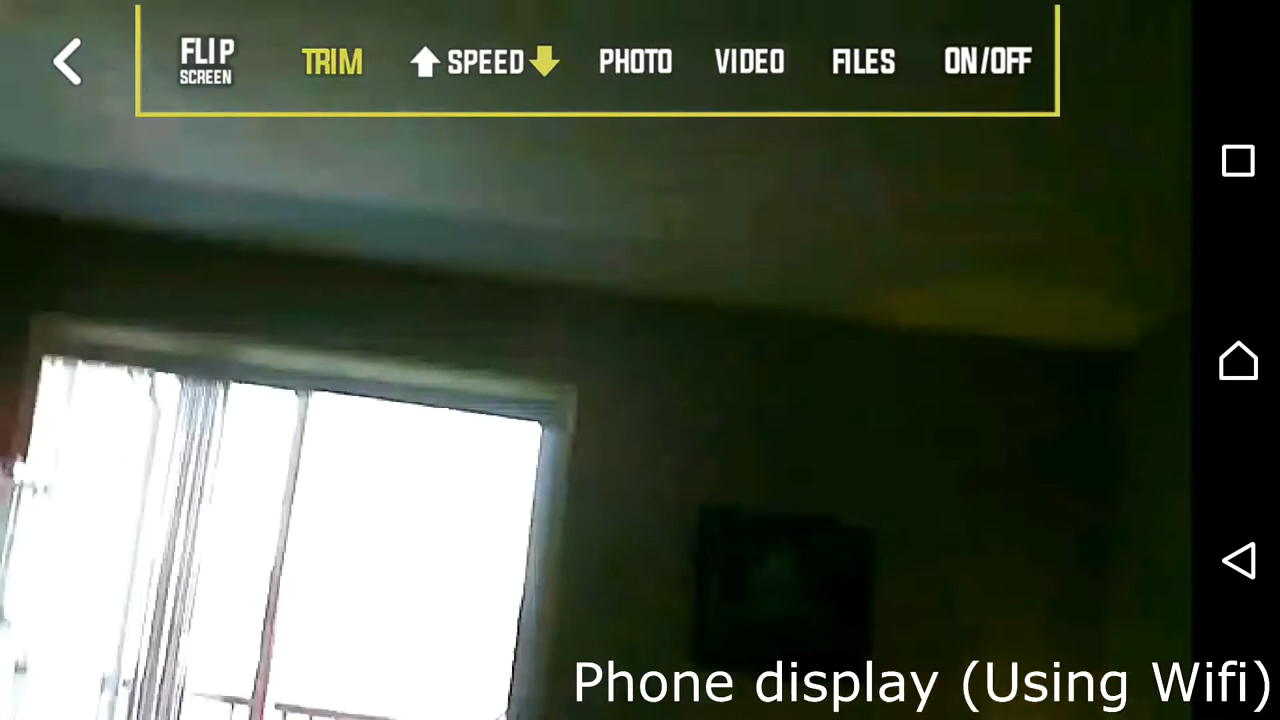 FLIP
SCREEN
TRIM
SPEED
PHOTO
VIDEO
FILES
ON/OFF
Phone display (Using Wifi)